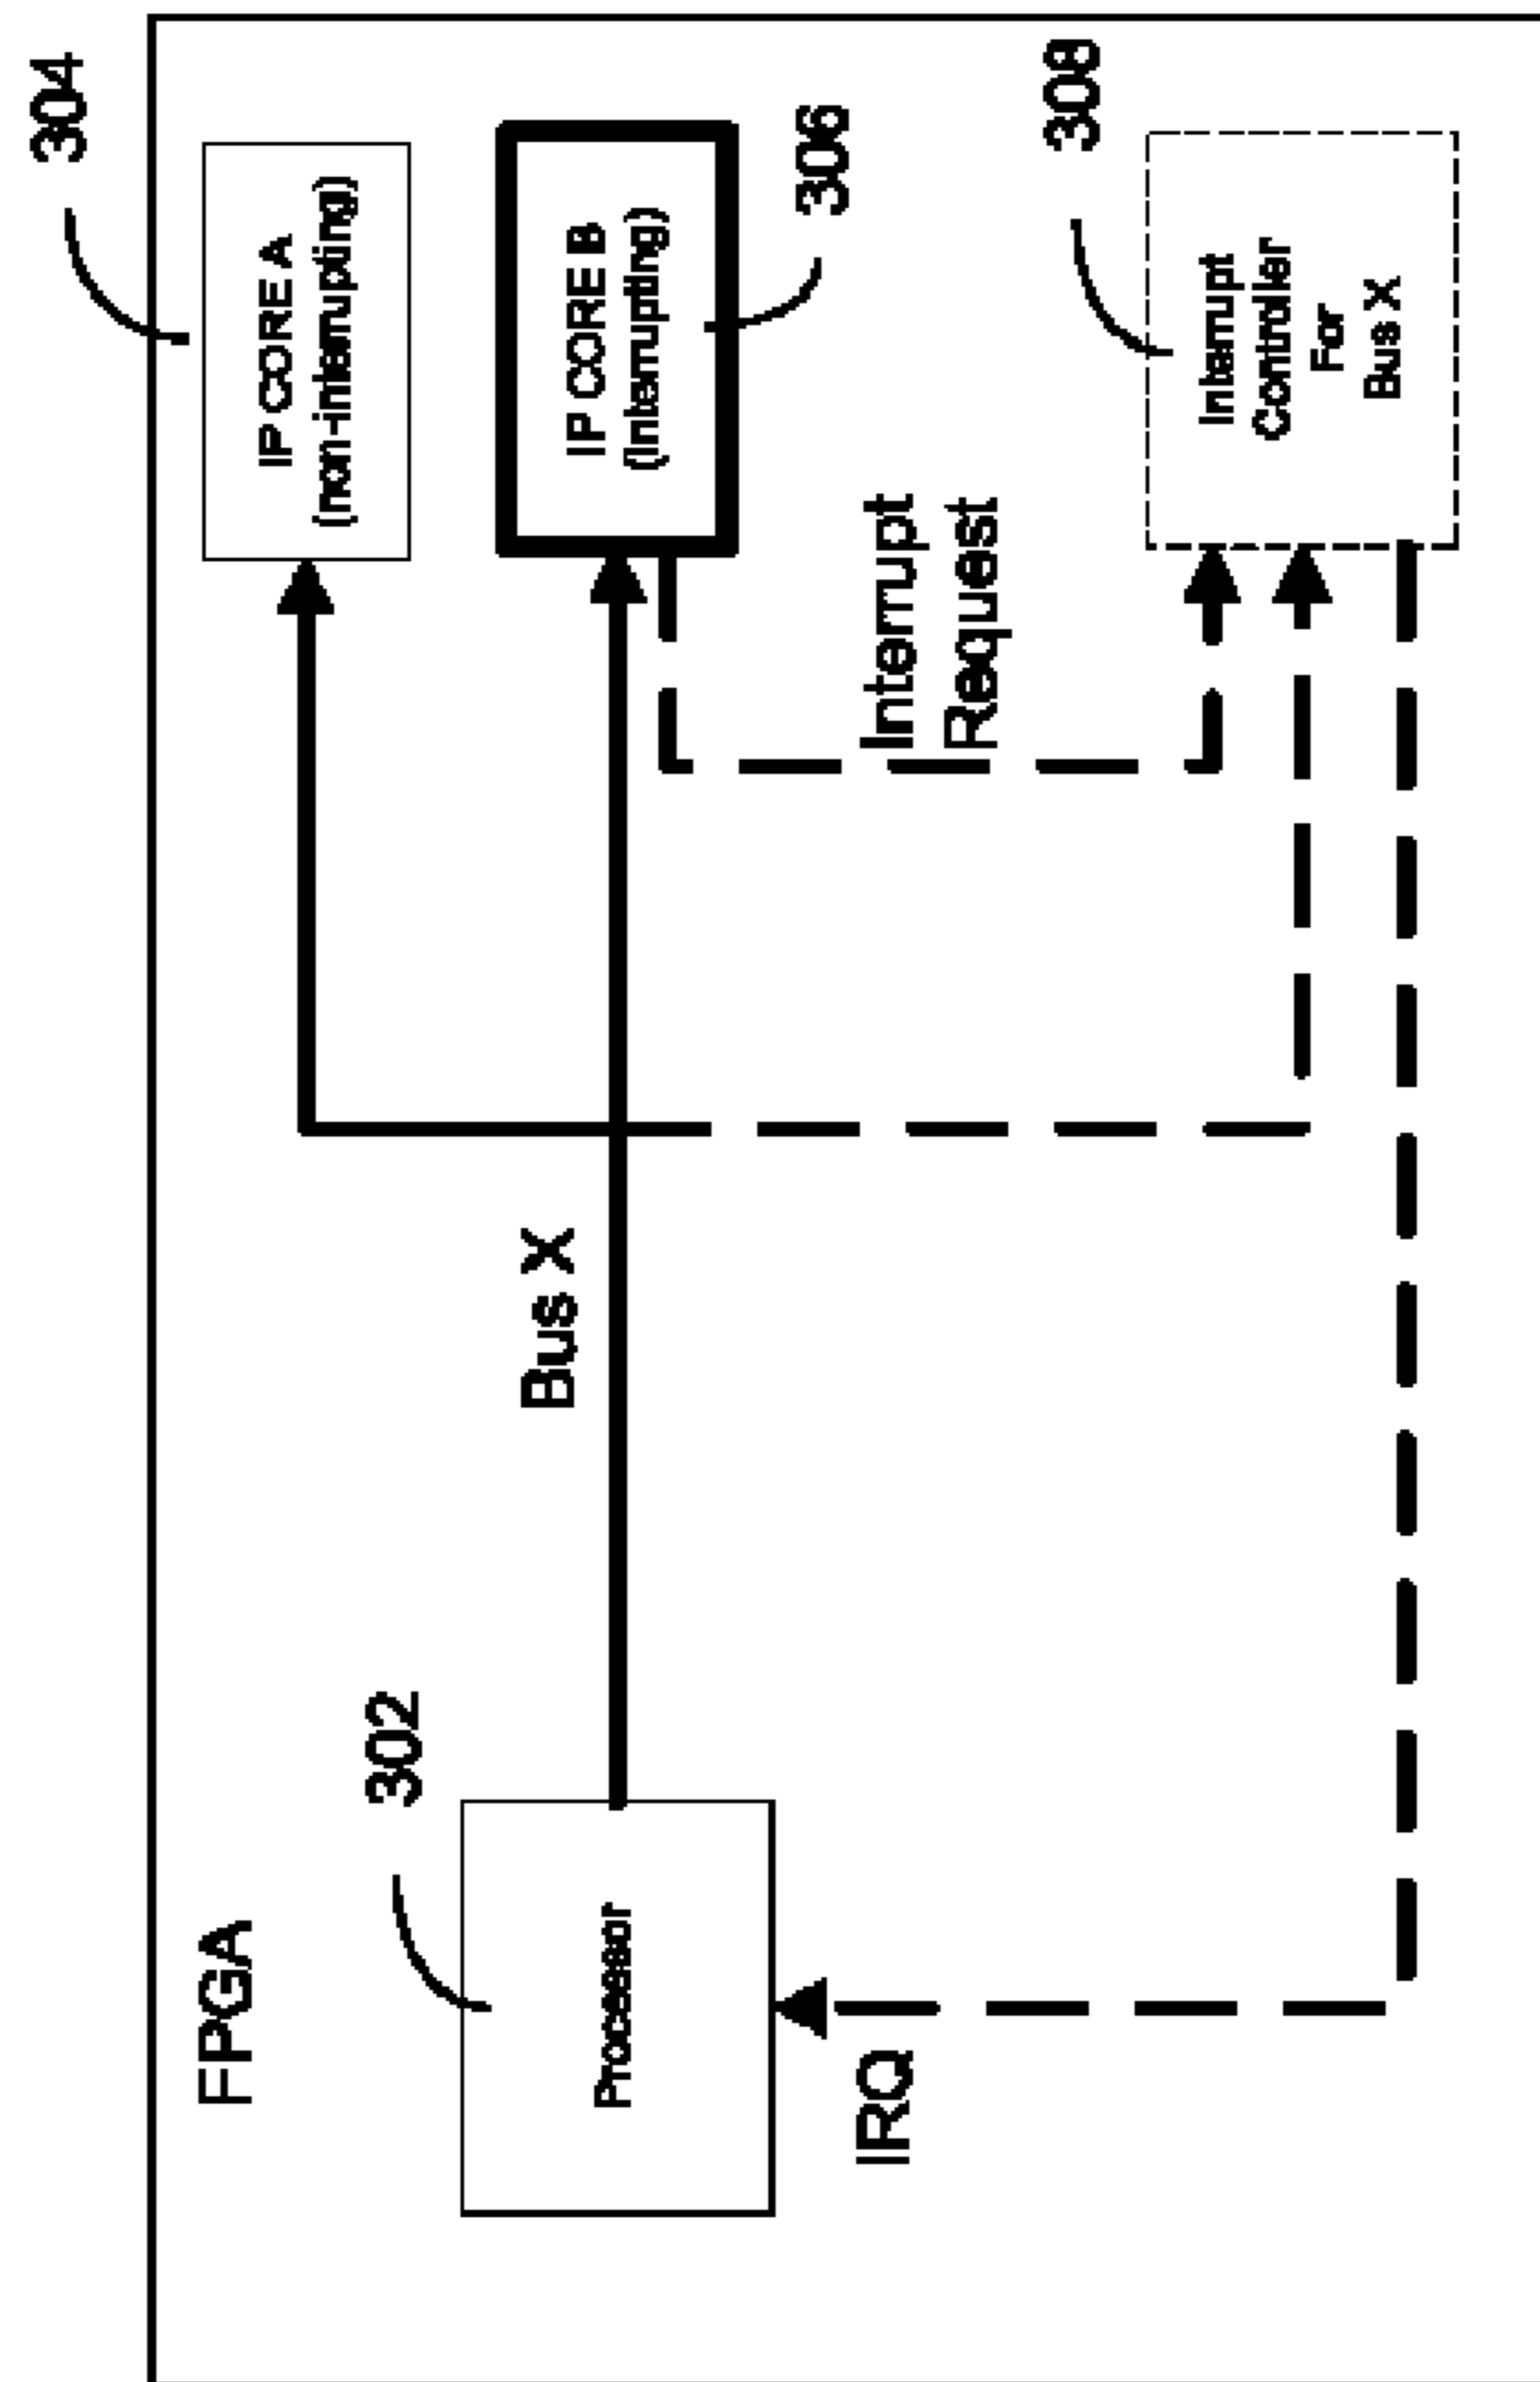 FPGA
302
Processor
IRQ
Bus X
304
IP CORE A
(non-interrupting)
IP CORE B
(Interrupting)
306
Interrupt
Request
308
Interrupt
Controller
For
Bus X